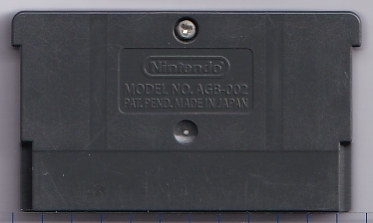 Nintendo
MODEL NO. AGB-002
PAT. PEND. MADE IN JAPAN